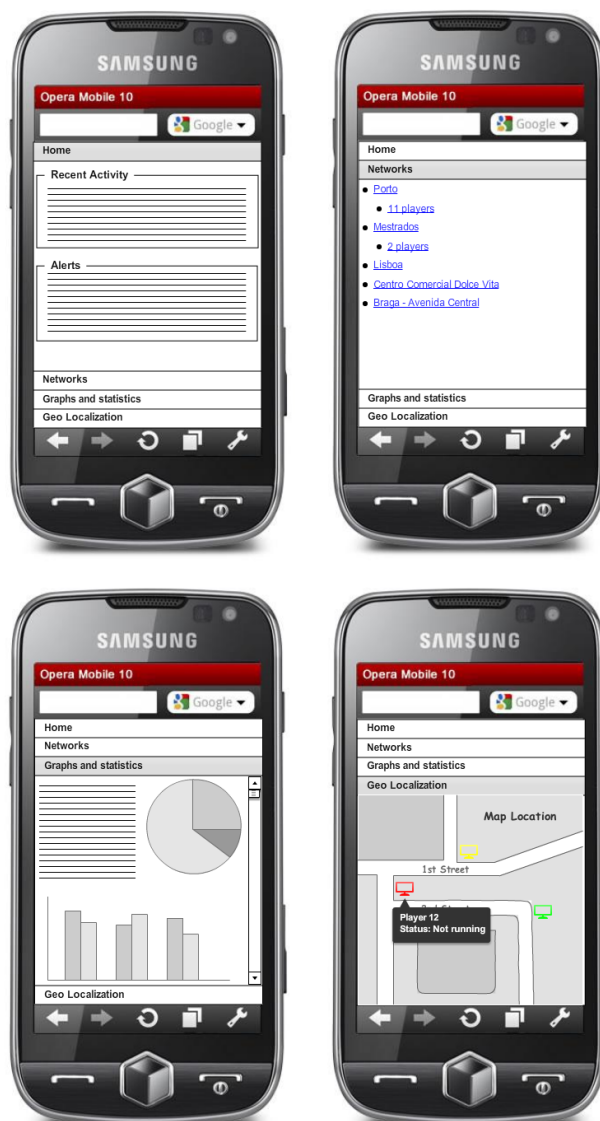 SAMSUNG
Opera Mobile 10
Google
Home
Recent Activity
Alerts
Networks
Graphs and statistics
Geo Localization
SAMSUNG
Opera Mobile 10
Google
Home
Networks
Porto
11 players
Mestrados
2 players
Lisboa
Centro Comercial Dolce Vita
Braga - Avenida Central
Graphs and statistics
Geo Localization
SAMSUNG
Opera Mobile 10
Google
Home
Networks
Graphs and statistics
Geo Localization
SAMSUNG
Opera Mobile 10
Google
Home
Networks
Graphs and statistics
Geo Localization
Map Location
1st Street
Street
Player 12
Status: Not running